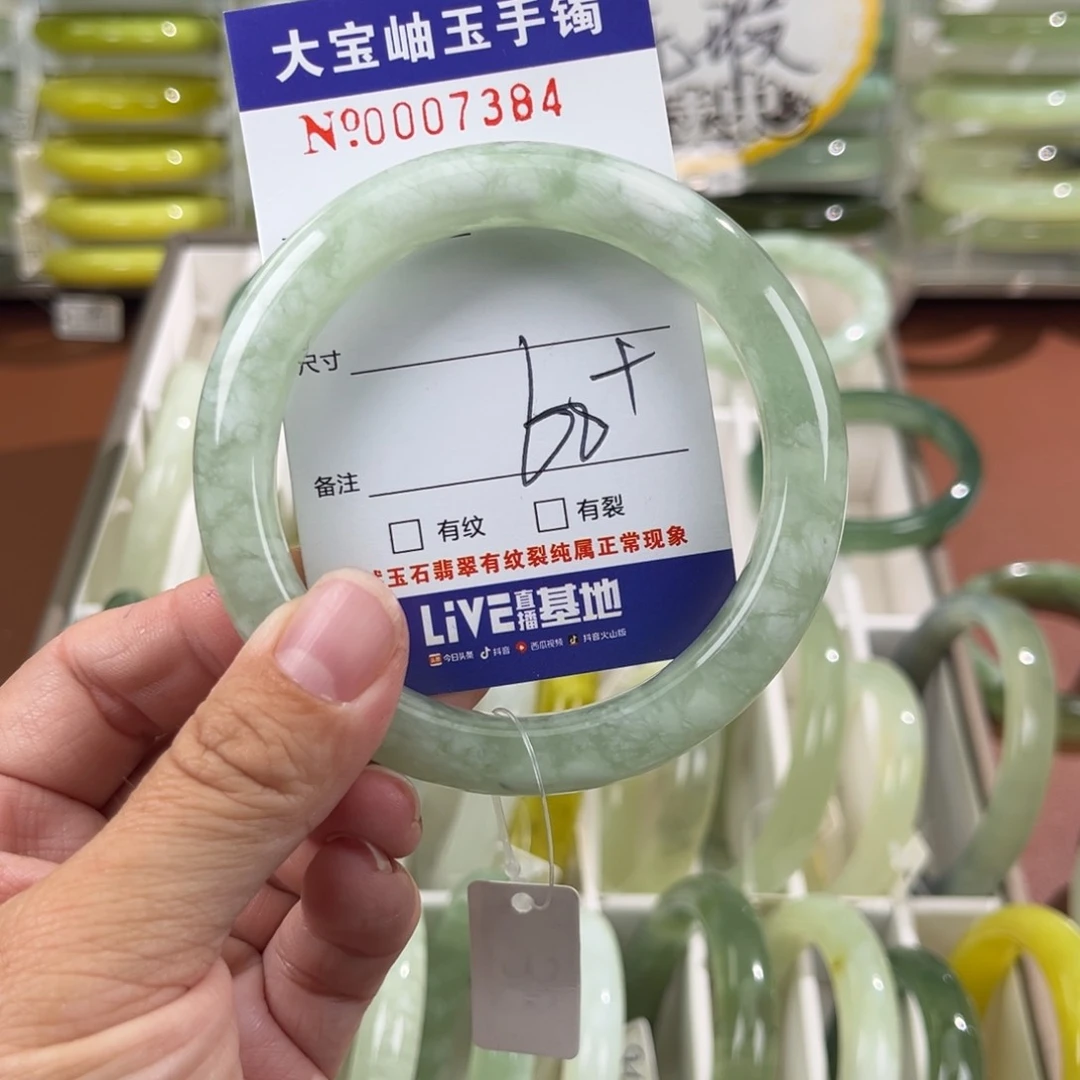 大宝岫玉手镯
Nº0007384
尺寸
60+
备注
有纹 有裂
玉石翡翠有纹裂纯属正常现象
LiVE直播基地
今日头条 抖音 西瓜视频 抖音火山版